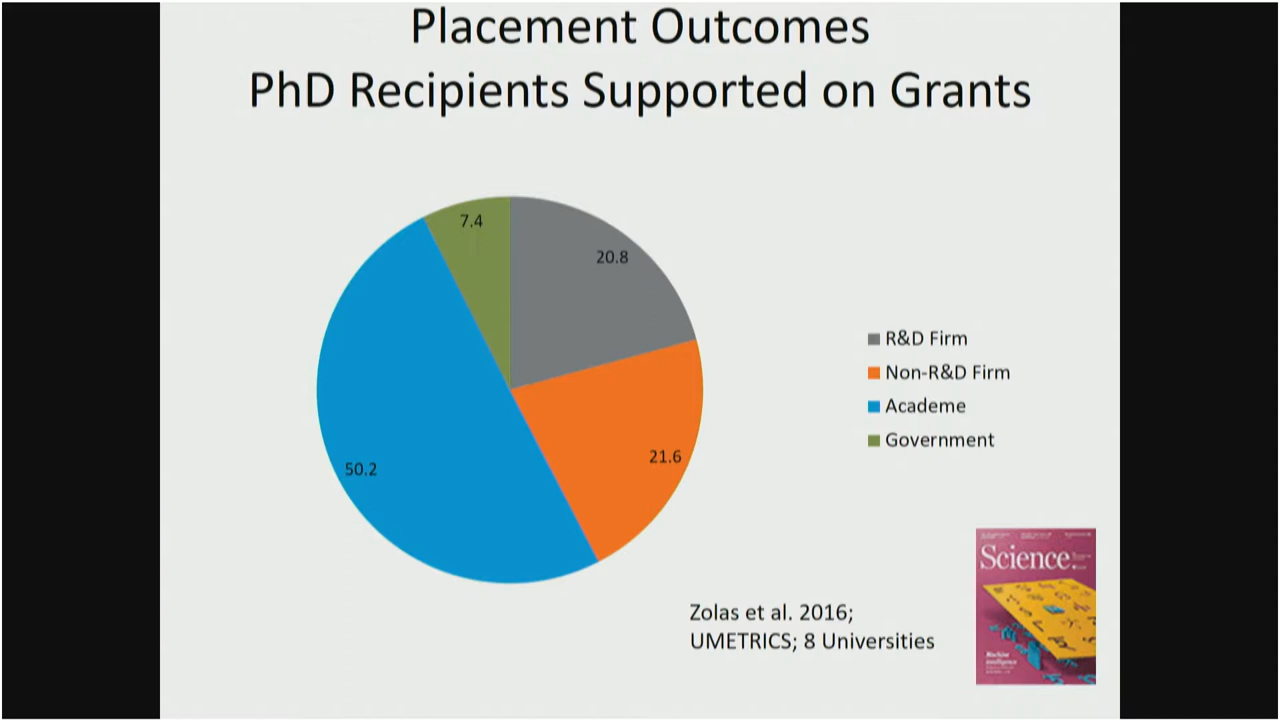 Placement Outcomes
PhD Recipients Supported on Grants
7.4
20.8
50.2
21.6
R&D Firm
Non-R&D Firm
Academe
Government
Zolas et al. 2016;
UMETRICS; 8 Universities
Science
Machine